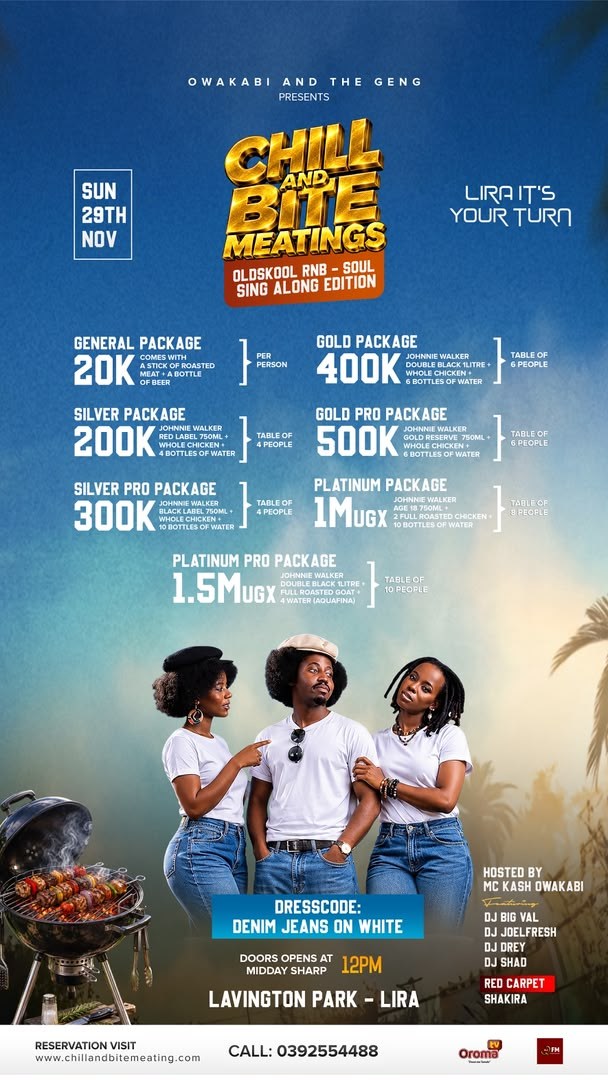 OWAKABI AND THE GENG
PRESENTS
CHILL
AND
BITE
MEATINGS
OLDSKOOL RNB - SOUL
SING ALONG EDITION
SUN
29TH
NOV
LIRA IT'S
YOUR TURN
GENERAL PACKAGE
20K
COMES WITH
A STICK OF ROASTED
MEAT + A BOTTLE
OF BEER
PER
PERSON
GOLD PACKAGE
400K
JOHNNIE WALKER
DOUBLE BLACK 1LITRE +
WHOLE CHICKEN +
6 BOTTLES OF WATER
TABLE OF
6 PEOPLE
SILVER PACKAGE
200K
JOHNNIE WALKER
RED LABEL 750ML +
WHOLE CHICKEN +
4 BOTTLES OF WATER
TABLE OF
4 PEOPLE
GOLD PRO PACKAGE
500K
JOHNNIE WALKER
GOLD RESERVE 750ML +
WHOLE CHICKEN +
6 BOTTLES OF WATER
TABLE OF
6 PEOPLE
SILVER PRO PACKAGE
300K
JOHNNIE WALKER
BLACK LABEL 750ML +
WHOLE CHICKEN +
10 BOTTLES OF WATER
TABLE OF
4 PEOPLE
PLATINUM PACKAGE
1MUGX
JOHNNIE WALKER
AGE 18 750ML +
2 FULL ROASTED CHICKEN +
10 BOTTLES OF WATER
TABLE OF
PEOPLE
PLATINUM PRO PACKAGE
1.5MUGX
JOHNNIE WALKER
DOUBLE BLACK 1LITRE +
FULL ROASTED GOAT +
4 WATER (AQUAFINA)
TABLE OF
10 PEOPLE
HOSTED BY
MC KASH OWAKABI
Featuring
DJ BIG VAL
DJ JOELFRESH
DJ DREY
DJ SHAD
RED CARPET
SHAKIRA
DRESSCODE:
DENIM JEANS ON WHITE
DOORS OPENS AT
MIDDAY SHARP
12PM
LAVINGTON PARK - LIRA
RESERVATION VISIT
www.chillandbitemeating.com
CALL: 0392554488
Oroma
tv
FM